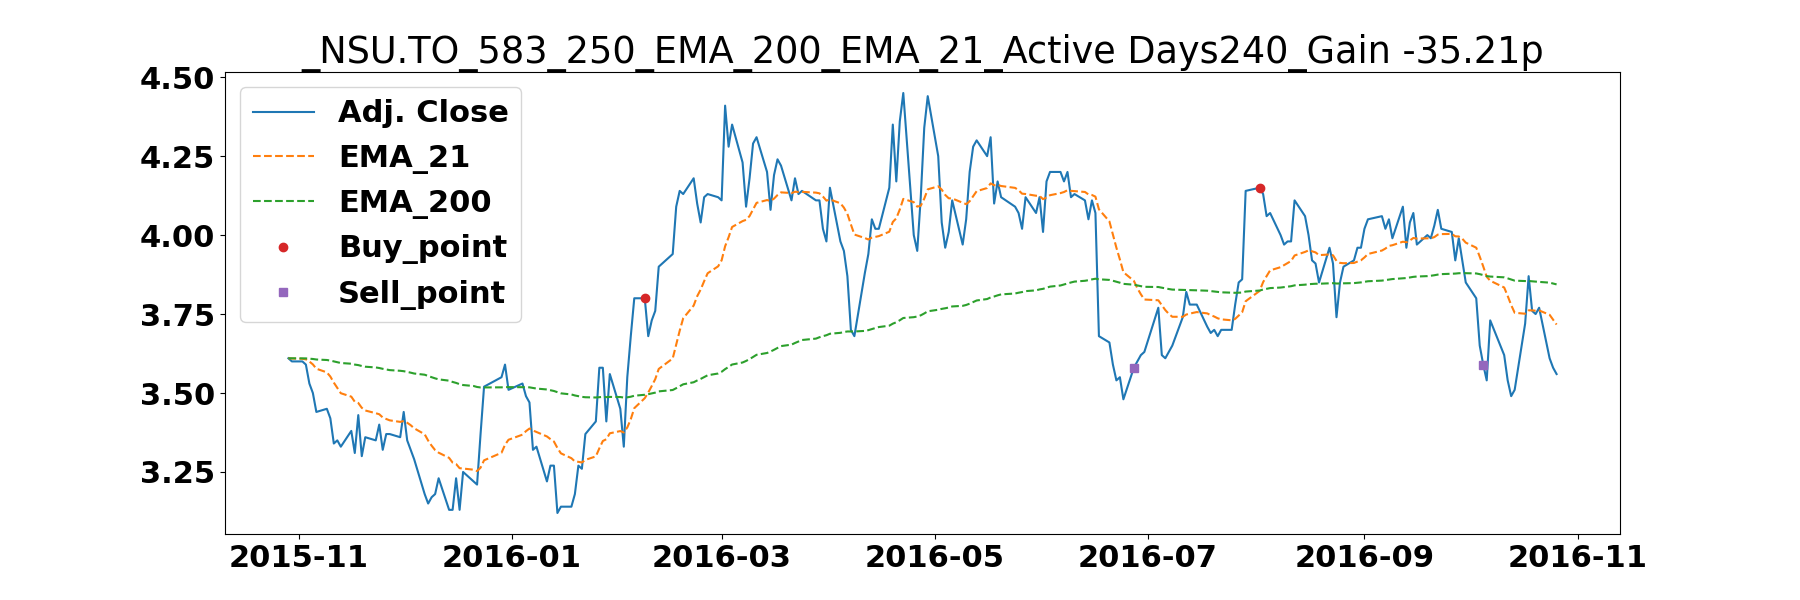 _NSU.TO_583_250_EMA_200_EMA_21_Active Days240_Gain -35.21p
4.50
4.25
4.00
3.75
3.50
3.25
Adj. Close
EMA_21
EMA_200
Buy_point
Sell_point
2015-11
2016-01
2016-03
2016-05
2016-07
2016-09
2016-11